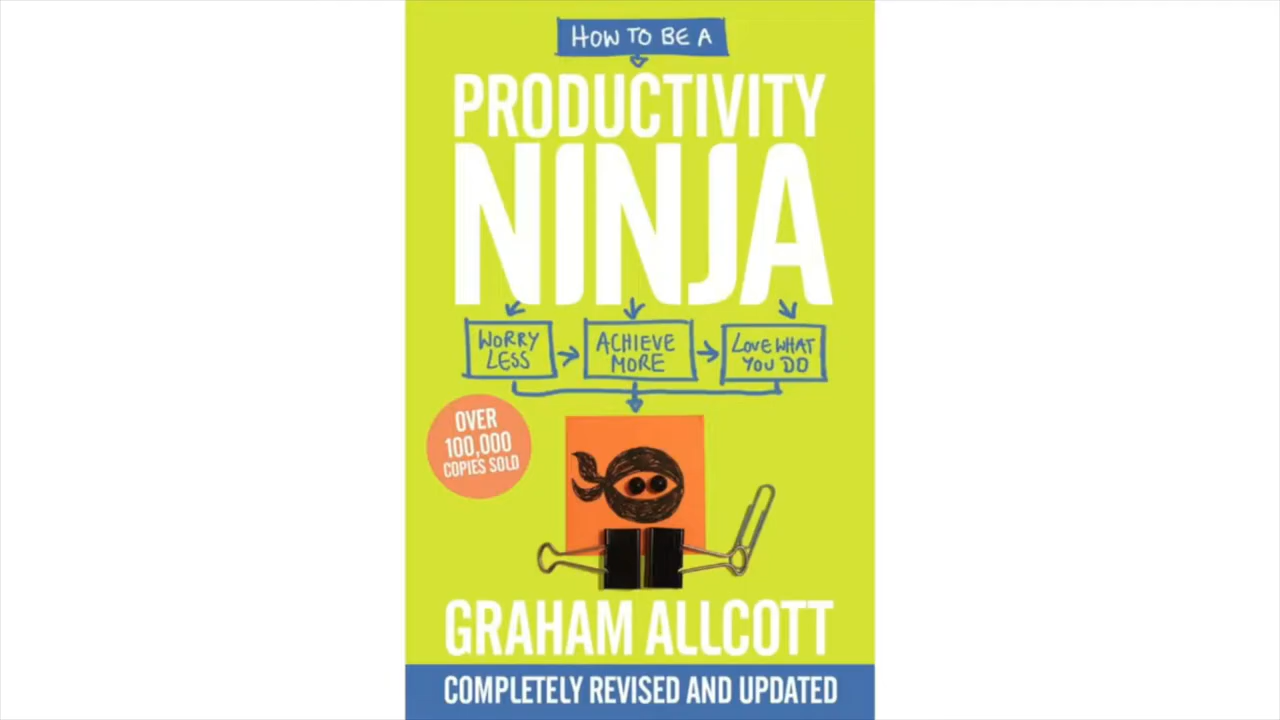 HOW TO BE A
PRODUCTIVITY
NINJA
WORRY
LESS
ACHIEVE
MORE
LOVE WHAT
YOU DO
OVER
100,000
COPIES SOLD
GRAHAM ALLCOTT
COMPLETELY REVISED AND UPDATED